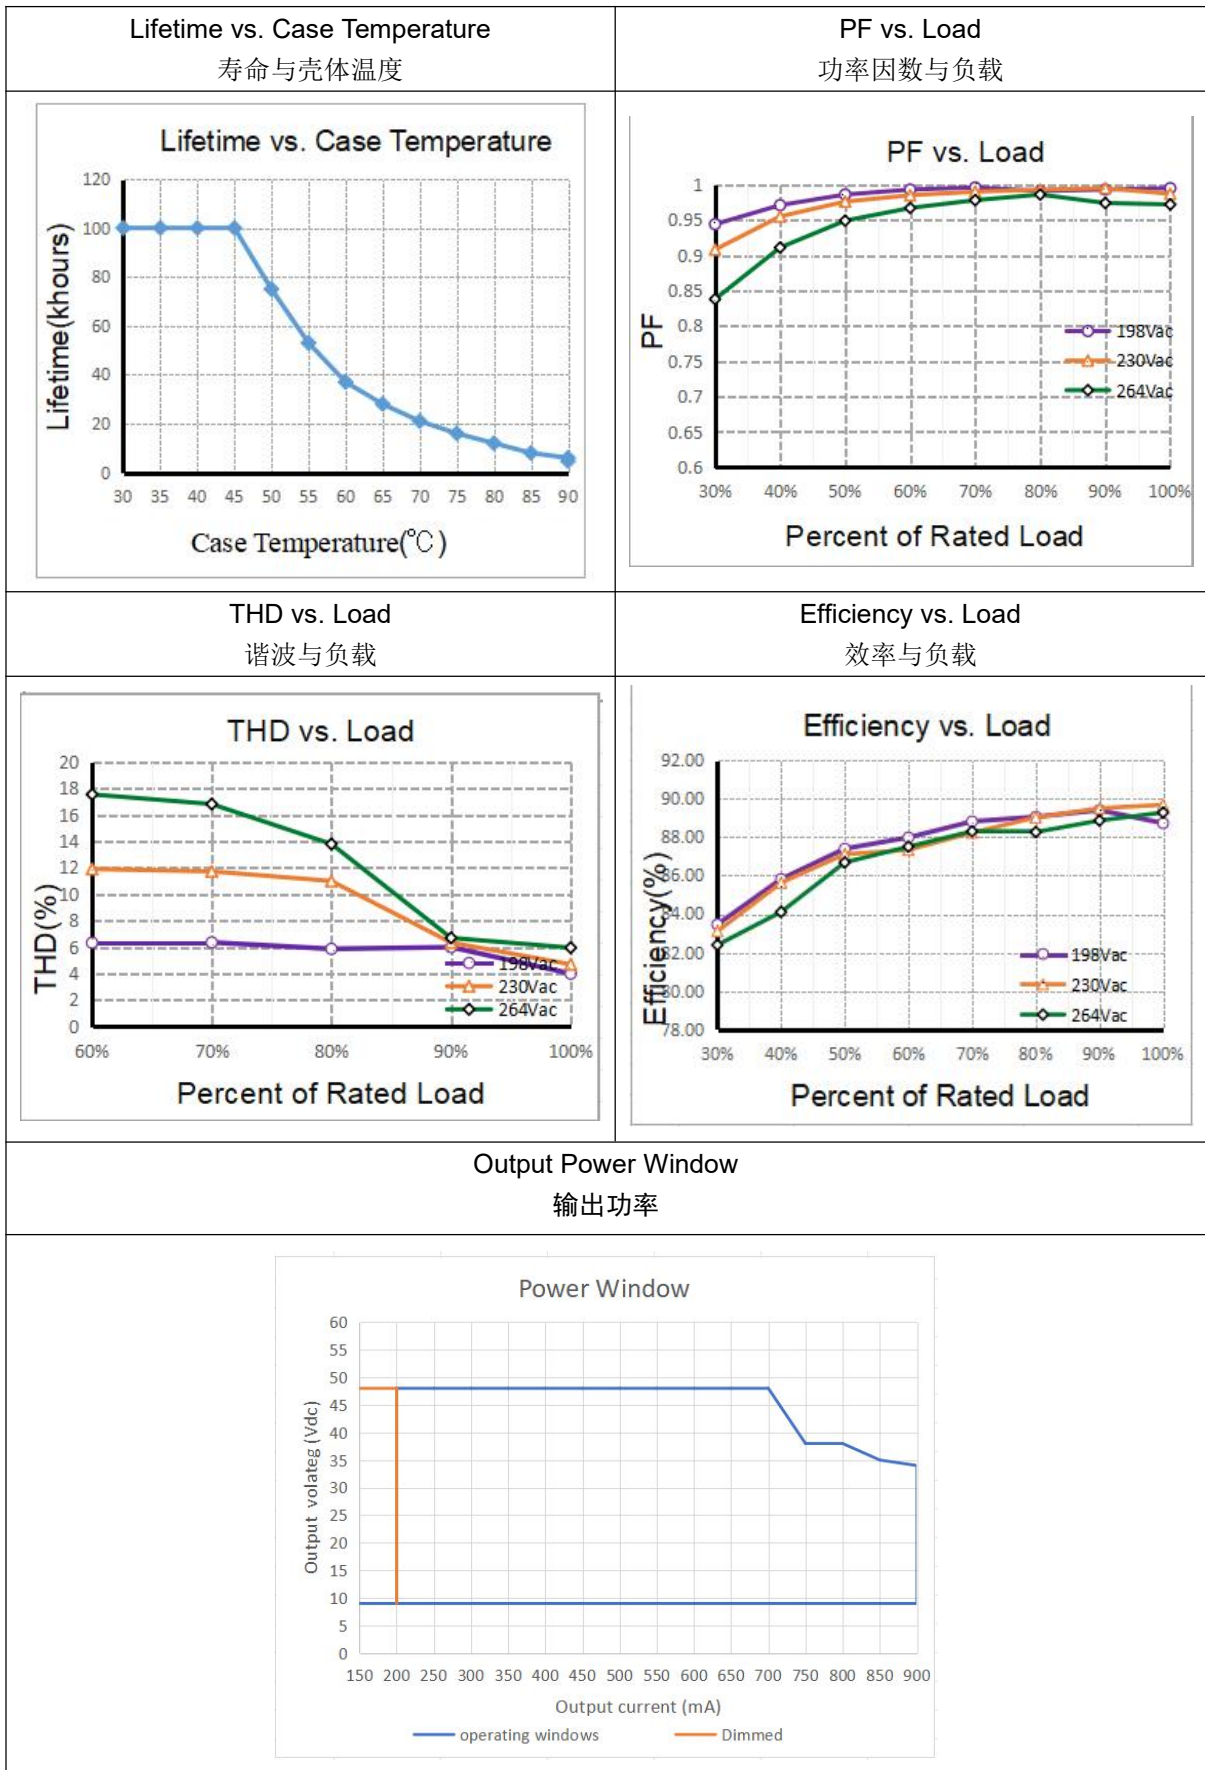 Lifetime vs. Case Temperature
寿命与壳体温度
PF vs. Load
功率因数与负载
Lifetime vs. Case Temperature
Lifetime(khours)
120
100
80
60
40
20
0
30 35 40 45 50 55 60 65 70 75 80 85 90
Case Temperature(℃)
PF vs. Load
PF
1
0.95
0.9
0.85
0.8
0.75
0.7
0.65
0.6
198Vac
230Vac
264Vac
30% 40% 50% 60% 70% 80% 90% 100%
Percent of Rated Load
THD vs. Load
谐波与负载
Efficiency vs. Load
效率与负载
THD vs. Load
THD(%)
20
18
16
14
12
10
8
6
4
2
0
198Vac
230Vac
264Vac
60% 70% 80% 90% 100%
Percent of Rated Load
Efficiency vs. Load
Efficiency(%)
92.00
90.00
88.00
86.00
84.00
82.00
80.00
78.00
198Vac
230Vac
264Vac
30% 40% 50% 60% 70% 80% 90% 100%
Percent of Rated Load
Output Power Window
输出功率
Power Window
Output volateg (Vdc)
60
55
50
45
40
35
30
25
20
15
10
5
0
150 200 250 300 350 400 450 500 550 600 650 700 750 800 850 900
Output current (mA)
operating windows Dimmed